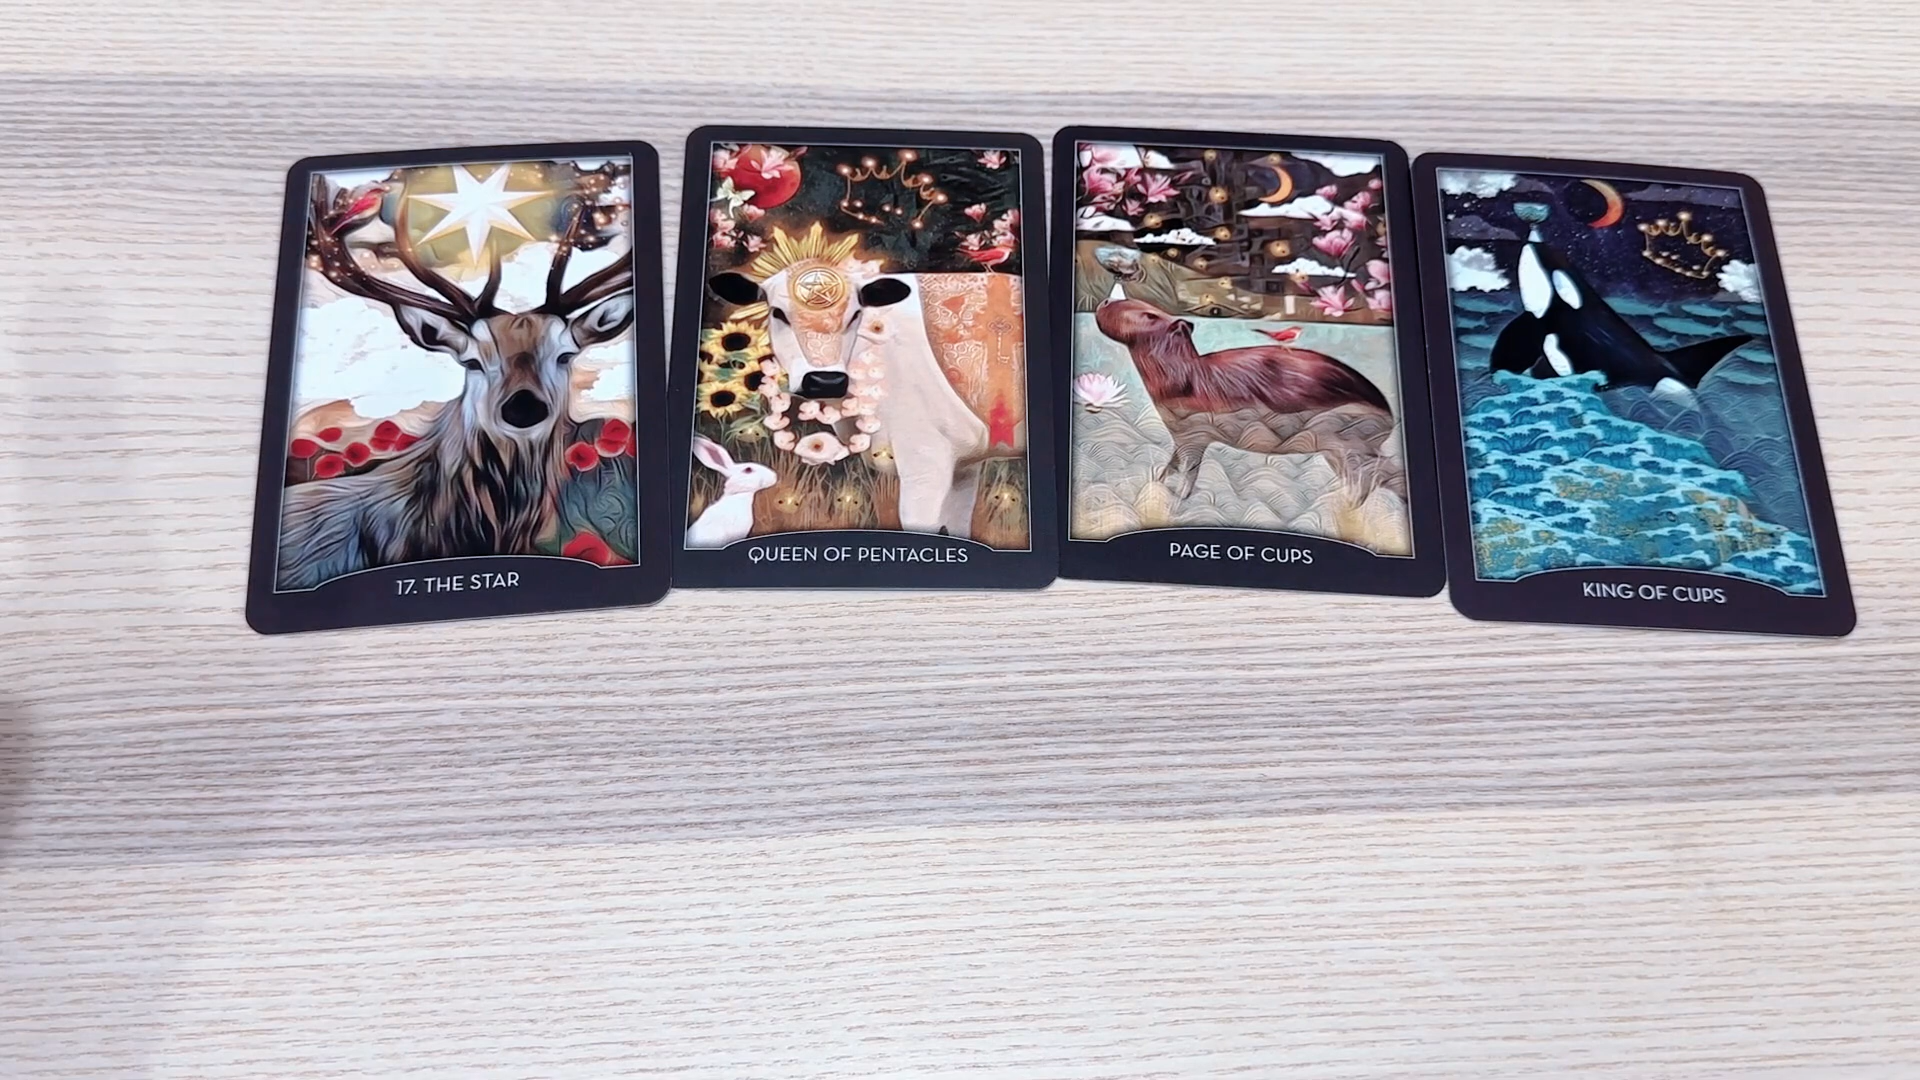 17. THE STAR
QUEEN OF PENTACLES
PAGE OF CUPS
KING OF CUPS